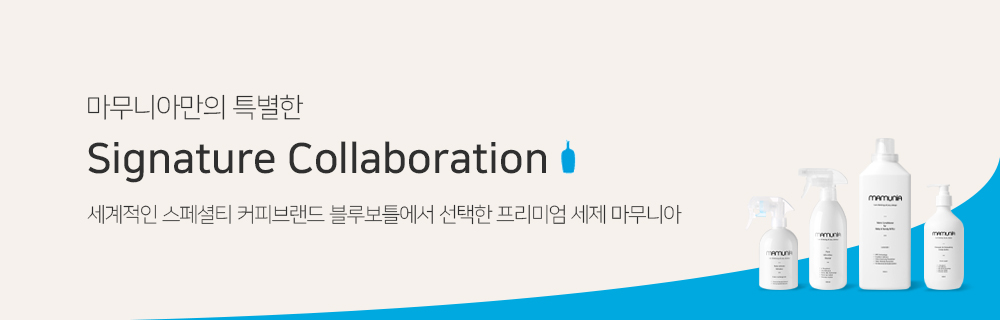 마무니아만의 특별한
Signature Collaboration
세계적인 스페셜티 커피브랜드 블루보틀에서 선택한 프리미엄 세제 마무니아
mamunia
mamunia
mamunia
mamunia